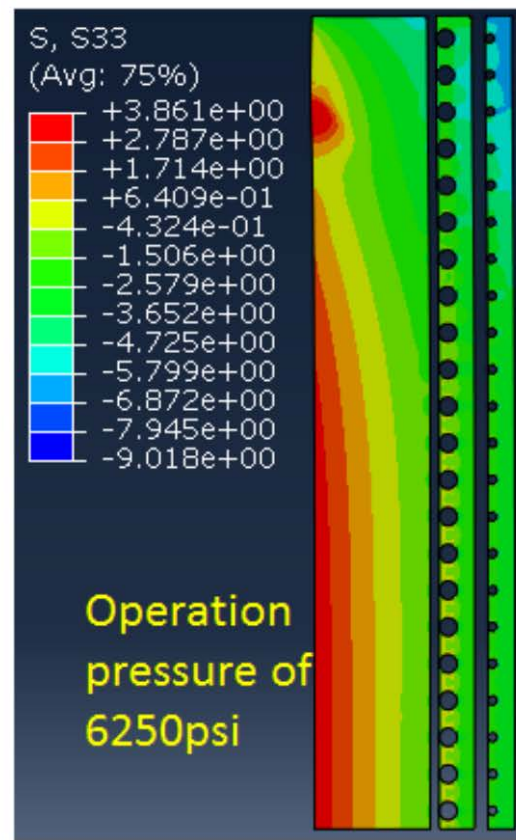 S, S33
(Avg: 75%)
+3.861e+00
+2.787e+00
+1.714e+00
+6.409e-01
-4.324e-01
-1.506e+00
-2.579e+00
-3.652e+00
-4.725e+00
-5.799e+00
-6.872e+00
-7.945e+00
-9.018e+00
Operation
pressure of
6250psi